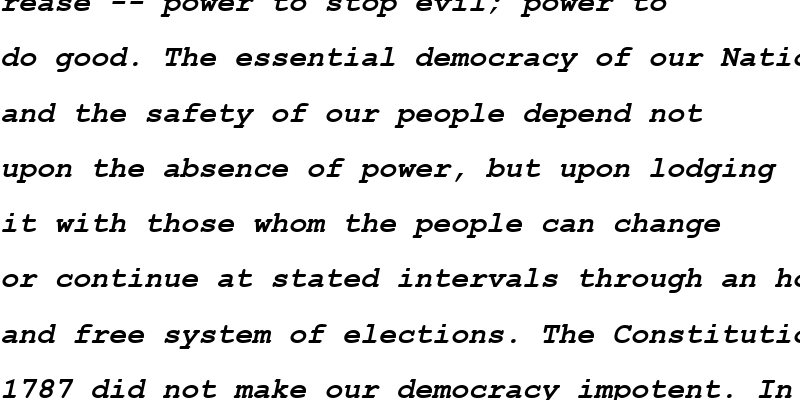 rease -- power to stop evil; power to
do good. The essential democracy of our Natio
and the safety of our people depend not
upon the absence of power, but upon lodging
it with those whom the people can change
or continue at stated intervals through an ho
and free system of elections. The Constitutio
1787 did not make our democracy impotent. In